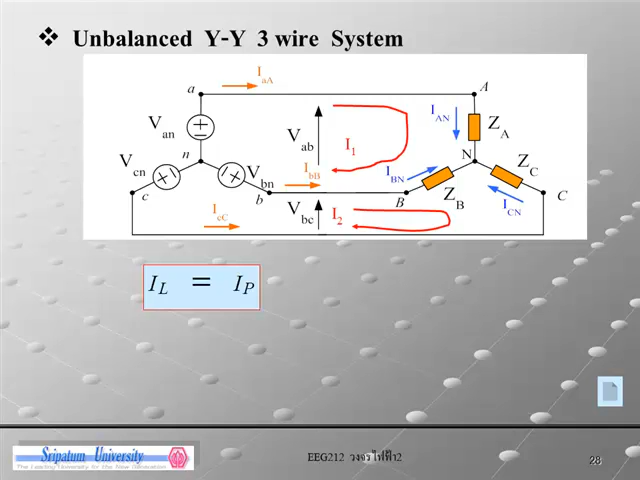 ❖ Unbalanced Y-Y 3 wire System
I aA
a
A
V an
V ab
I 1
I AN
Z A
n
N
V cn
V bn
I bB
I BN
Z C
c
b
B
Z B
C
I cC
V bc
I 2
I CN
I L = I P
Sripatum University
The Leading University for the New Generation
EEG212 วงจรไฟฟ้า2
28